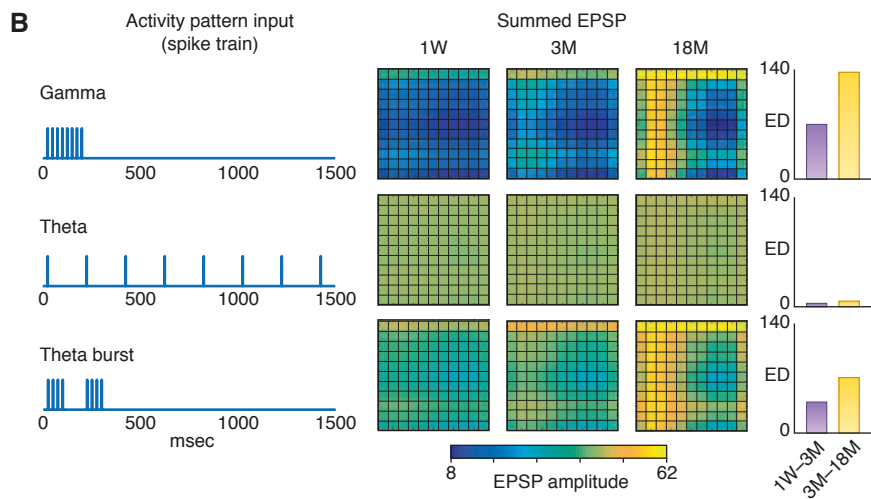 B
Activity pattern input
(spike train)
Summed EPSP
1W 3M 18M
Gamma
0 500 1000 1500
140
ED
0
Theta
0 500 1000 1500
140
ED
0
Theta burst
0 500 1000 1500
msec
140
ED
0
8 62
EPSP amplitude
1W–3M
3M–18M